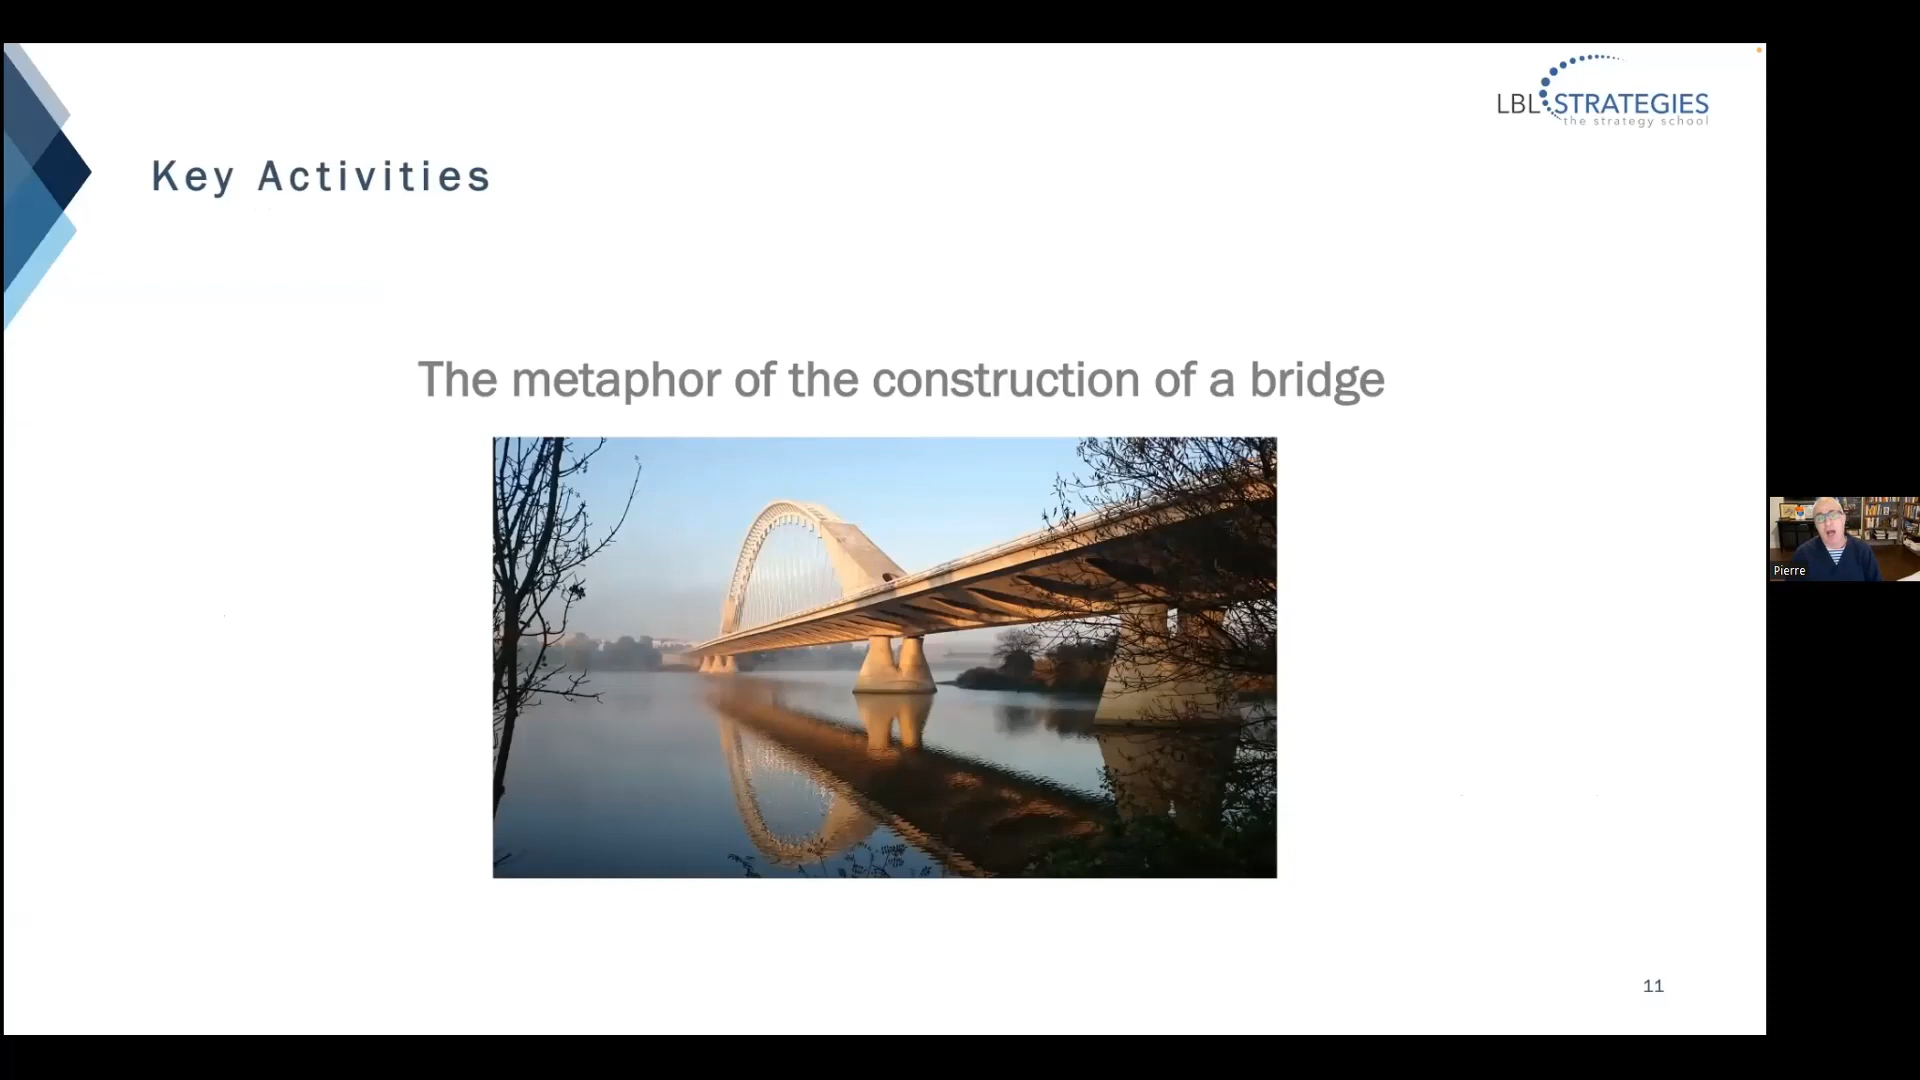 LBL STRATEGIES
the strategy school
Key Activities
The metaphor of the construction of a bridge
Pierre
11